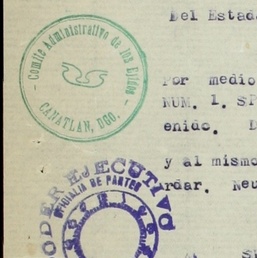 Del Estad
- Comité Administrativo de los Ejidos -
CANATLAN, DGO.
Por medio
NUM. 1. SP
enido. D
y al mismo
rdar. Neu
PODER EJECUTIVO
OFICIALIA DE PARTES